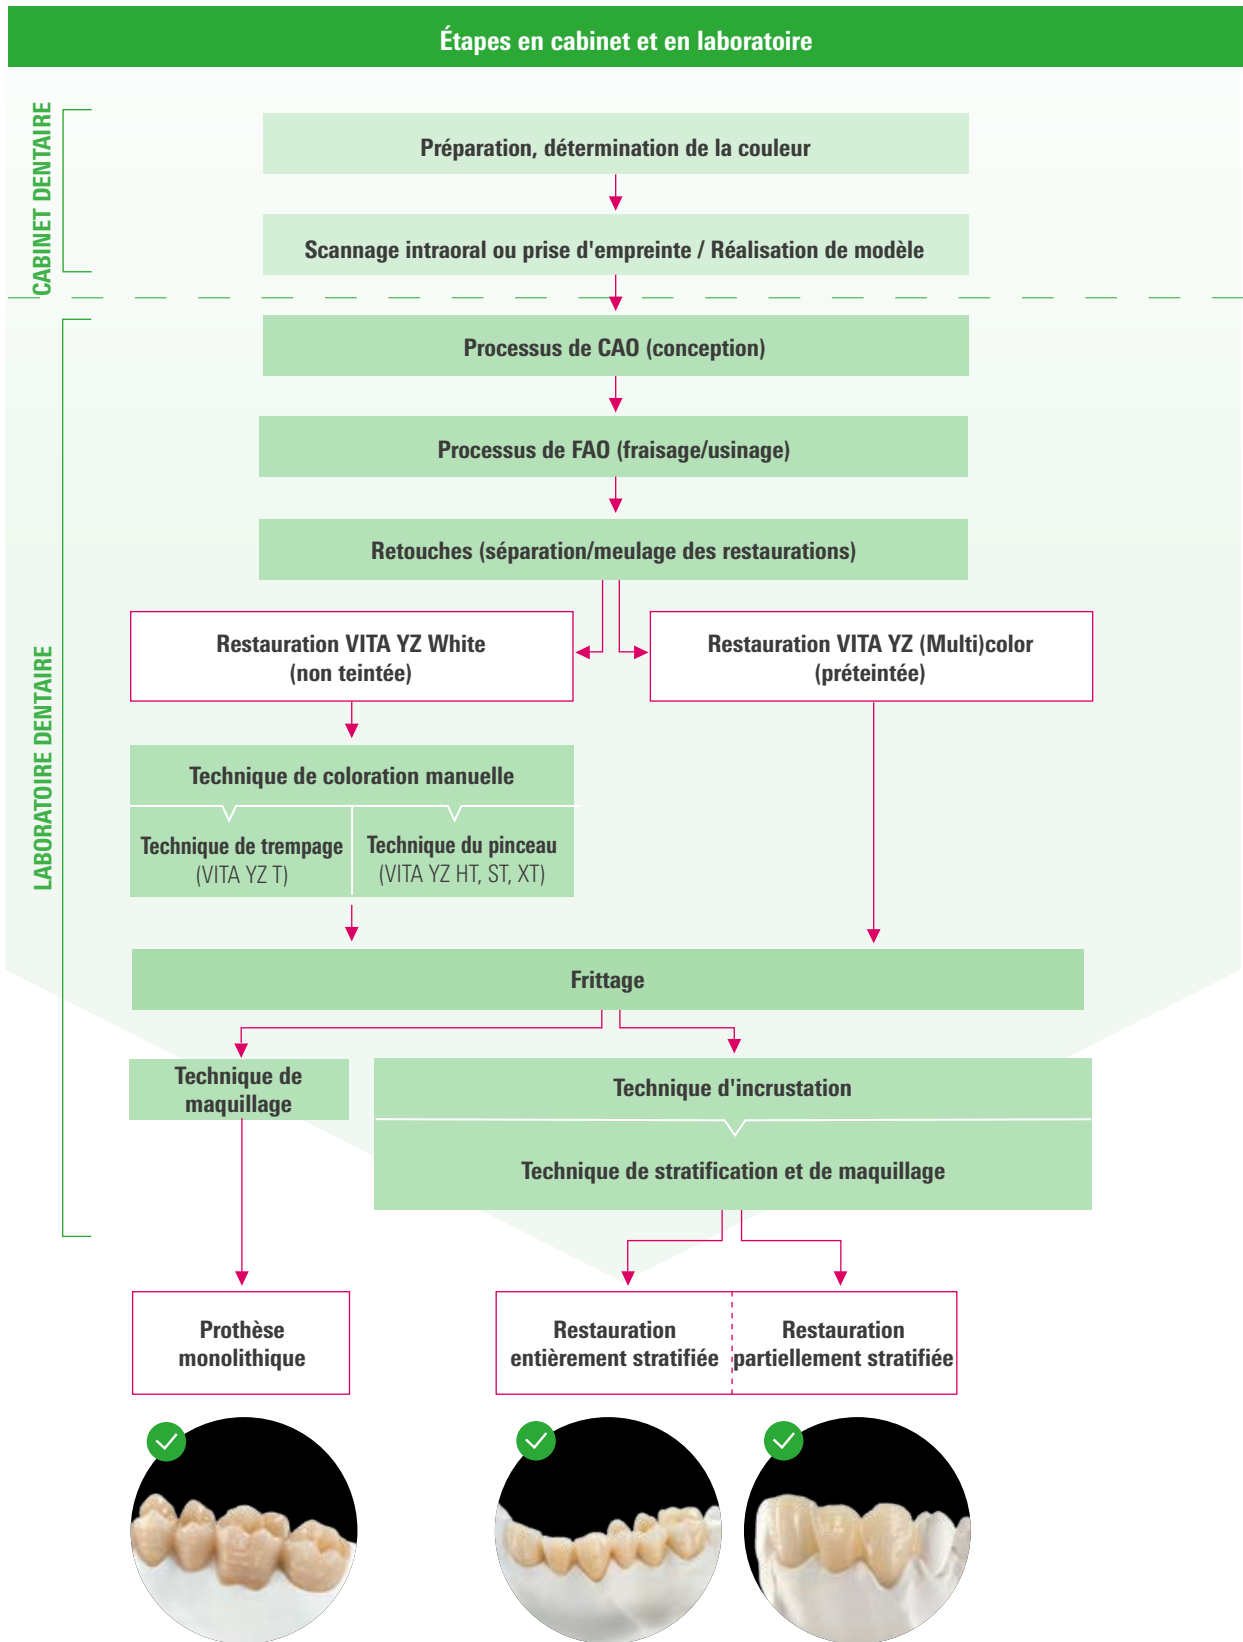 Étapes en cabinet et en laboratoire
CABINET DENTAIRE
Préparation, détermination de la couleur
Scannage intraoral ou prise d'empreinte / Réalisation de modèle
LABORATOIRE DENTAIRE
Processus de CAO (conception)
Processus de FAO (fraisage/usinage)
Retouches (séparation/meulage des restaurations)
Restauration VITA YZ White
(non teintée)
Restauration VITA YZ (Multi)color
(préteintée)
Technique de coloration manuelle
Technique de trempage
(VITA YZ T)
Technique du pinceau
(VITA YZ HT, ST, XT)
Frittage
Technique de
maquillage
Technique d'incrustation
Technique de stratification et de maquillage
Prothèse
monolithique
Restauration
entièrement stratifiée
Restauration
partiellement stratifiée